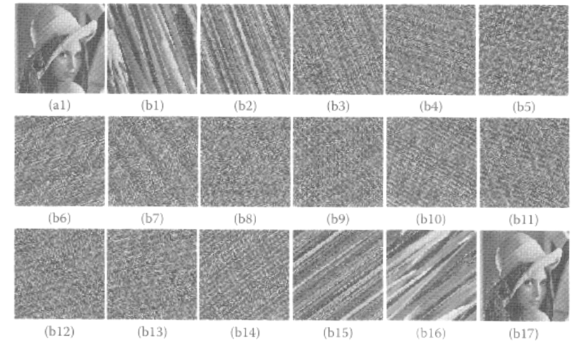 (a1) (b1) (b2) (b3) (b4) (b5)
(b6) (b7) (b8) (b9) (b10) (b11)
(b12) (b13) (b14) (b15) (b16) (b17)